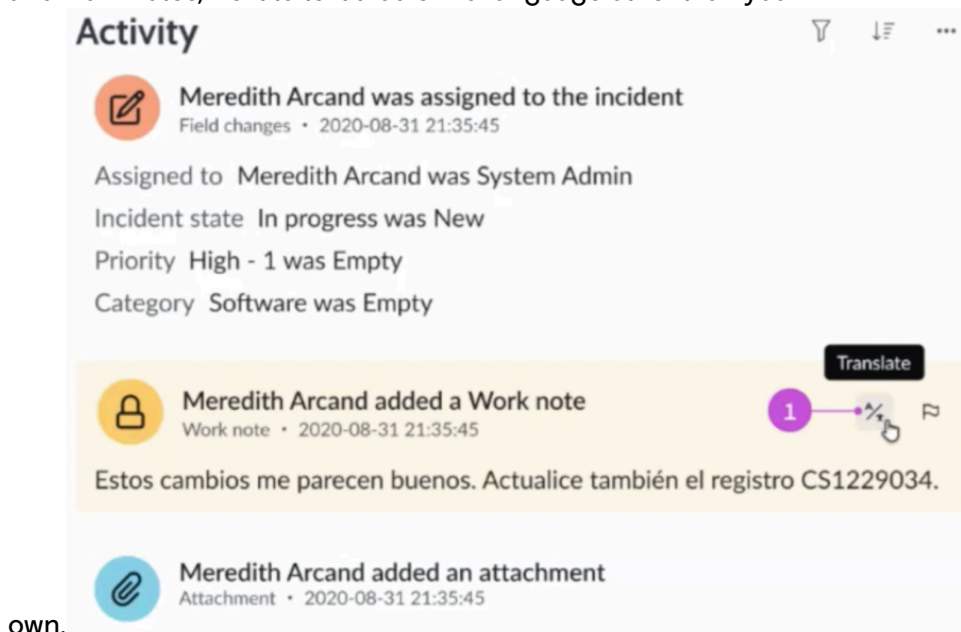 Activity
Meredith Arcand was assigned to the incident
Field changes • 2020-08-31 21:35:45
Assigned to Meredith Arcand was System Admin
Incident state In progress was New
Priority High - 1 was Empty
Category Software was Empty
Translate
Meredith Arcand added a Work note
1
Work note • 2020-08-31 21:35:45
Estos cambios me parecen buenos. Actualice también el registro CS1229034.
Meredith Arcand added an attachment
Attachment • 2020-08-31 21:35:45
own.